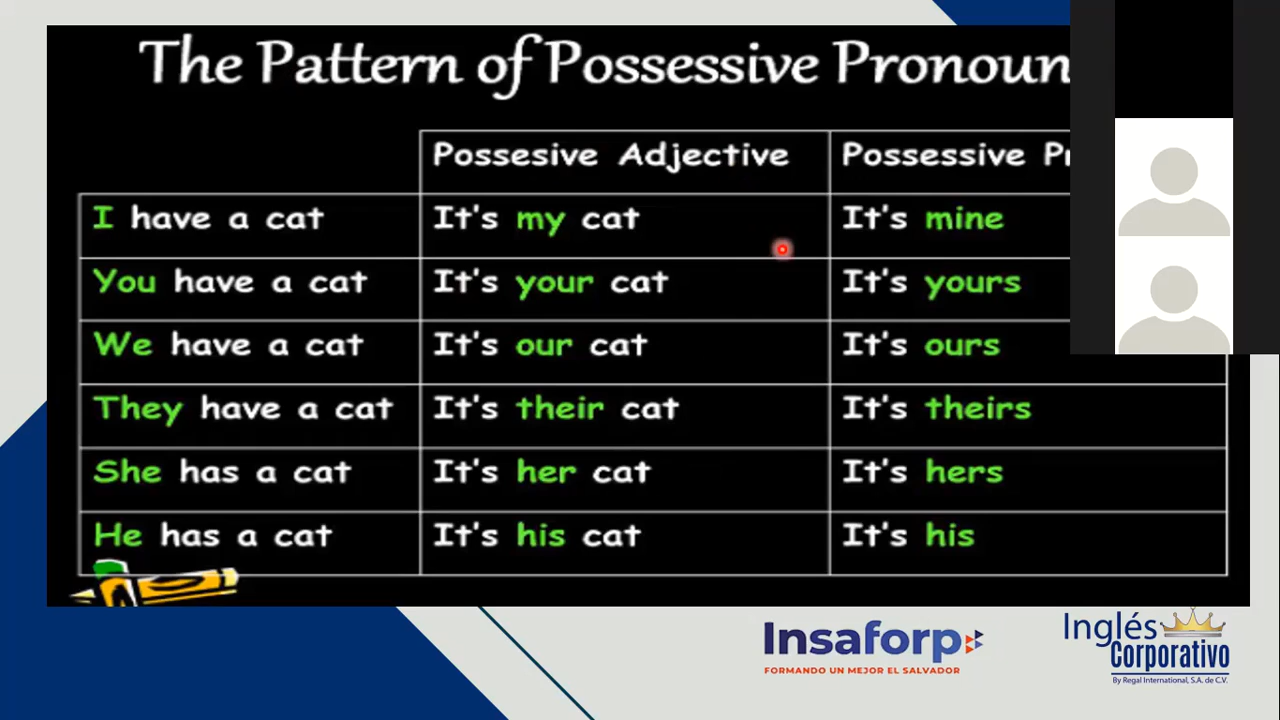 The Pattern of Possessive Pronoun
Possesive Adjective Possessive
I have a cat It's my cat It's mine
You have a cat It's your cat It's yours
We have a cat It's our cat It's ours
They have a cat It's their cat It's theirs
She has a cat It's her cat It's hers
He has a cat It's his cat It's his
Insaforp
FORMANDO UN MEJOR EL SALVADOR
Inglés
Corporativo
By Regal International, S.A. de C.V.